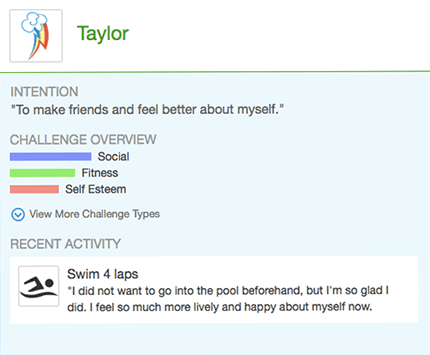 Taylor
INTENTION
"To make friends and feel better about myself."
CHALLENGE OVERVIEW
Social
Fitness
Self Esteem
View More Challenge Types
RECENT ACTIVITY
Swim 4 laps
"I did not want to go into the pool beforehand, but I'm so glad I
did. I feel so much more lively and happy about myself now.